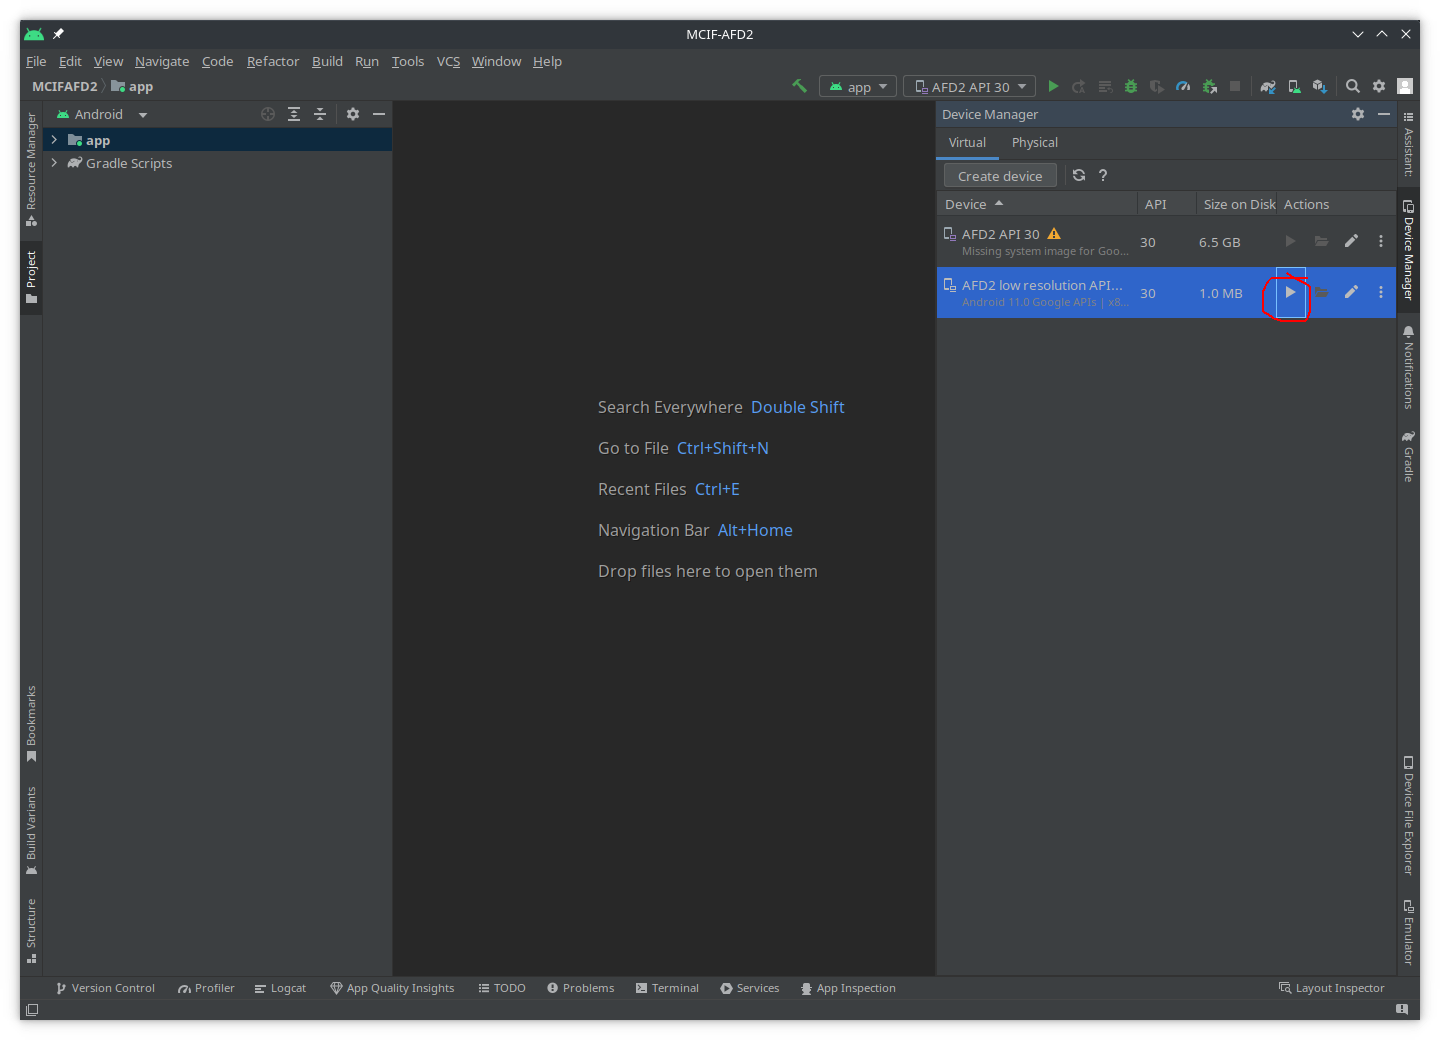 MCIF-AFD2
File Edit View Navigate Code Refactor Build Run Tools VCS Window Help
MCIFAFD2 app
app
AFD2 API 30
Android
Device Manager
app
Gradle Scripts
Virtual Physical
Create device ?
Device API Size on Disk Actions
AFD2 API 30 30 6.5 GB
Missing system image for Goo...
AFD2 low resolution API... 30 1.0 MB
Android 11.0 Google APIs | x8...
Search Everywhere Double Shift
Go to File Ctrl+Shift+N
Recent Files Ctrl+E
Navigation Bar Alt+Home
Drop files here to open them
Resource Manager
Project
Bookmarks
Build Variants
Structure
Assistant:
Device Manager
Notifications
Gradle
Device File Explorer
Emulator
Version Control Profiler Logcat App Quality Insights TODO Problems Terminal Services App Inspection Layout Inspector